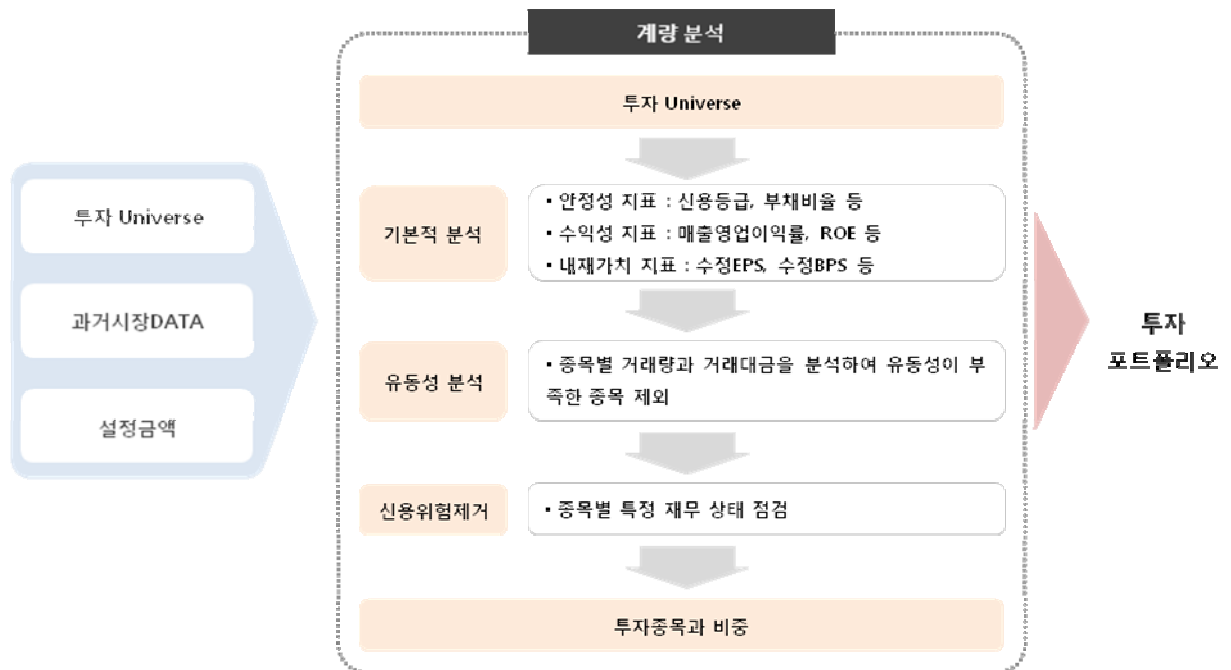 계량 분석
투자 Universe
투자 Universe
과거시장DATA
설정금액
기본적 분석
▪ 안정성 지표 : 신용등급, 부채비율 등
▪ 수익성 지표 : 매출영업이익률, ROE 등
▪ 내재가치 지표 : 수정EPS, 수정BPS 등
유동성 분석
▪ 종목별 거래량과 거래대금을 분석하여 유동성이 부
족한 종목 제외
신용위험제거
▪ 종목별 특정 재무 상태 점검
투자종목과 비중
투자
포트폴리오